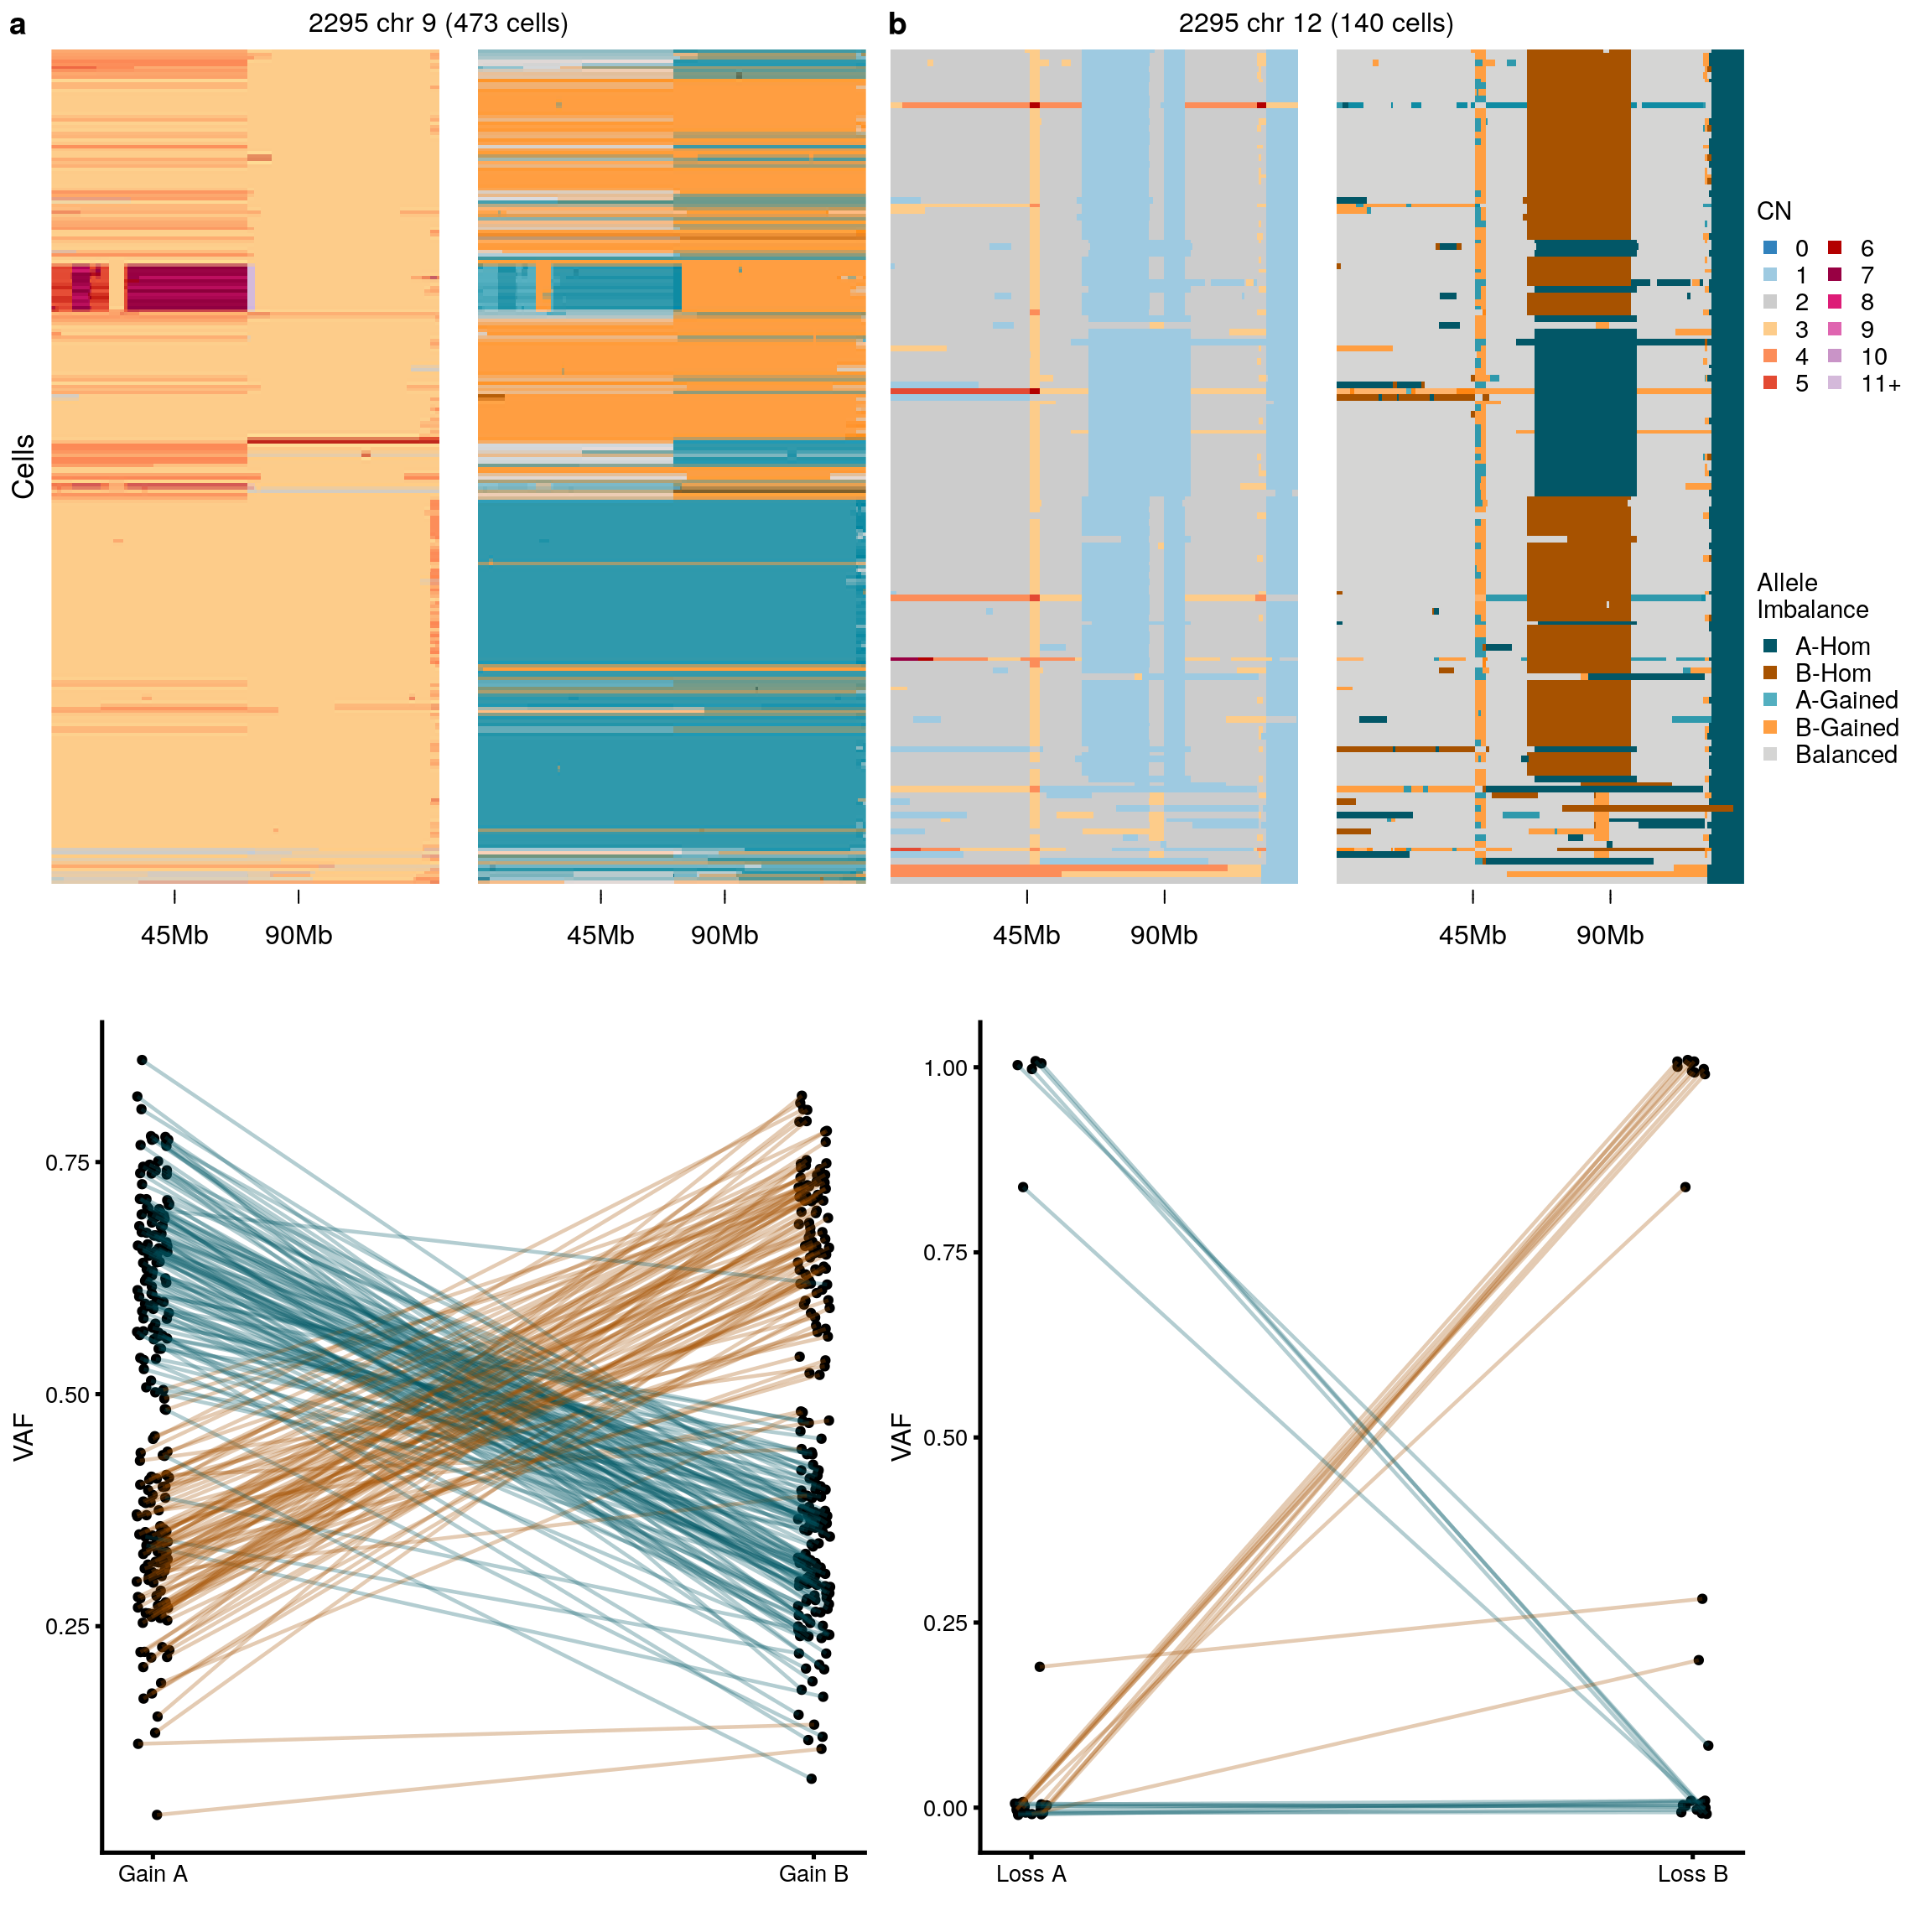 a
2295 chr 9 (473 cells)
b
2295 chr 12 (140 cells)
Cells
45Mb 90Mb
45Mb 90Mb
45Mb 90Mb
45Mb 90Mb
CN
0 6
1 7
2 8
3 9
4 10
5 11+
Allele
Imbalance
A-Hom
B-Hom
A-Gained
B-Gained
Balanced
VAF
0.75
0.50
0.25
Gain A Gain B
VAF
1.00
0.75
0.50
0.25
0.00
Loss A Loss B